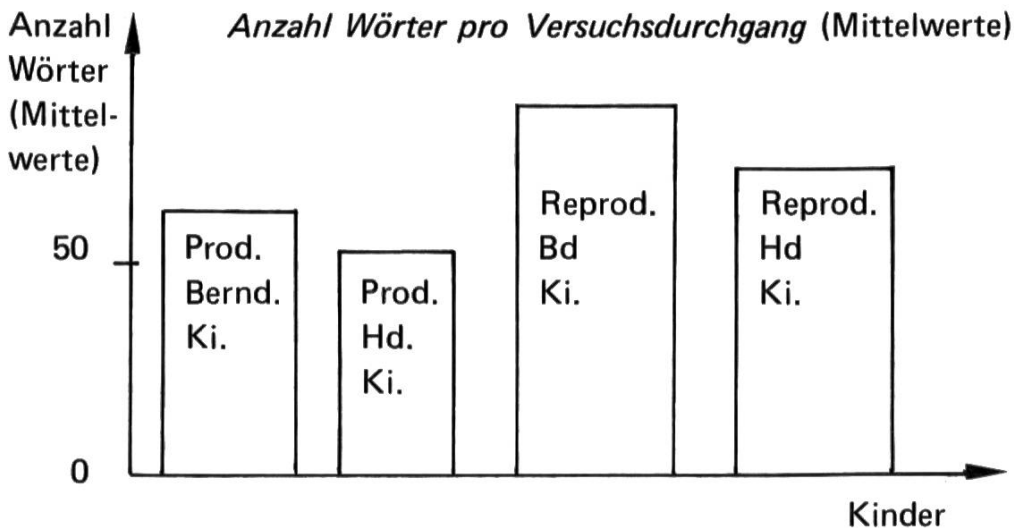 Anzahl Wörter pro Versuchsdurchgang (Mittelwerte)
Anzahl
Wörter
(Mittel-
werte)
50
0
Prod.
Bernd.
Ki.
Prod.
Hd.
Ki.
Reprod.
Bd
Ki.
Reprod.
Hd
Ki.
Kinder